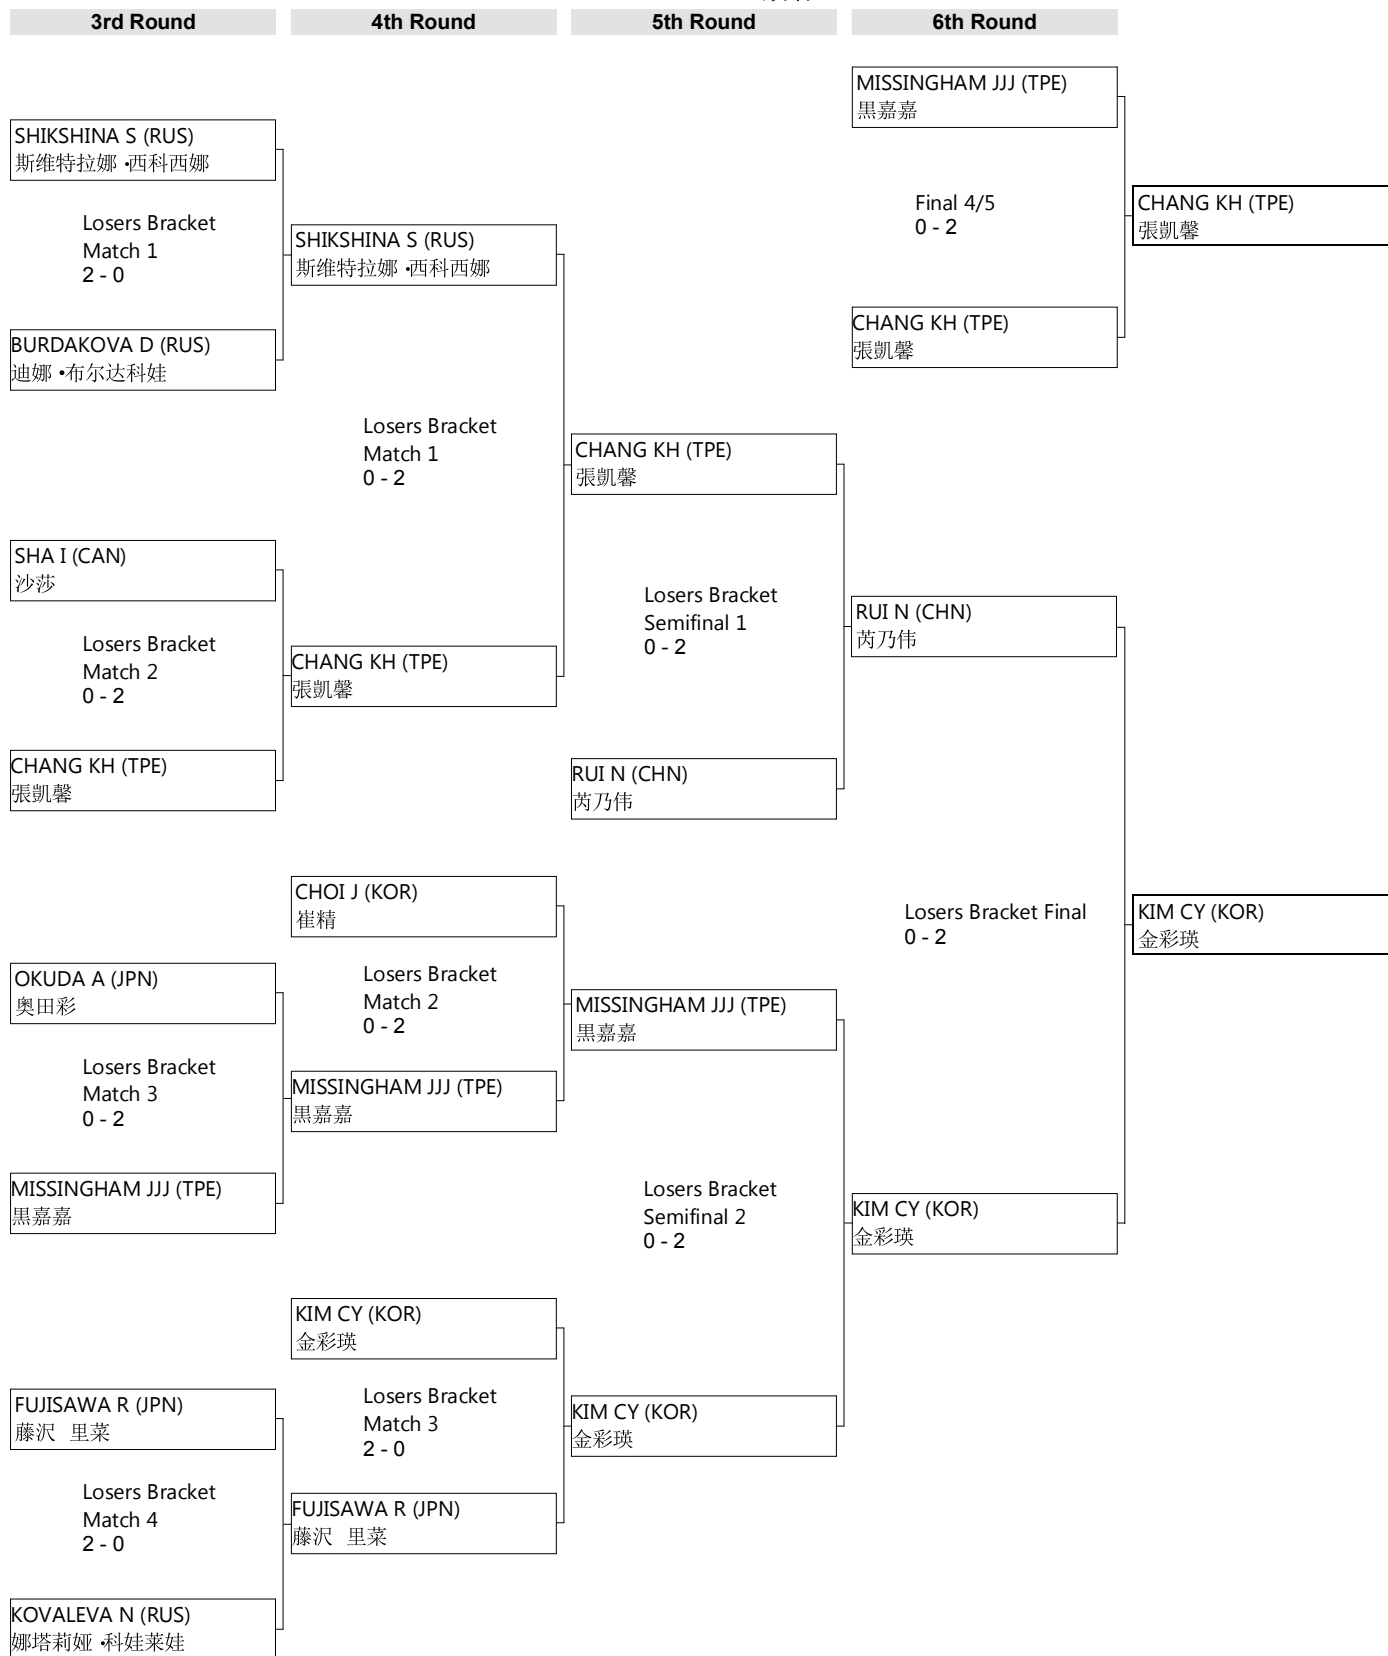 3rd Round
4th Round
5th Round
6th Round
MISSINGHAM JJJ (TPE)
黒嘉嘉
SHIKSHINA S (RUS)
斯维特拉娜 •西科西娜
Final 4/5
0 - 2
CHANG KH (TPE)
張凱馨
Losers Bracket
Match 1
2 - 0
SHIKSHINA S (RUS)
斯维特拉娜 •西科西娜
CHANG KH (TPE)
張凱馨
BURDAKOVA D (RUS)
迪娜 •布尔达科娃
Losers Bracket
Match 1
0 - 2
CHANG KH (TPE)
張凱馨
SHA I (CAN)
沙莎
Losers Bracket
Semifinal 1
0 - 2
RUI N (CHN)
芮乃伟
Losers Bracket
Match 2
0 - 2
CHANG KH (TPE)
張凱馨
CHANG KH (TPE)
張凱馨
RUI N (CHN)
芮乃伟
CHOI J (KOR)
崔精
Losers Bracket Final
0 - 2
KIM CY (KOR)
金彩瑛
OKUDA A (JPN)
奥田彩
Losers Bracket
Match 2
0 - 2
MISSINGHAM JJJ (TPE)
黒嘉嘉
Losers Bracket
Match 3
0 - 2
MISSINGHAM JJJ (TPE)
黒嘉嘉
MISSINGHAM JJJ (TPE)
黒嘉嘉
Losers Bracket
Semifinal 2
0 - 2
KIM CY (KOR)
金彩瑛
KIM CY (KOR)
金彩瑛
FUJISAWA R (JPN)
藤沢 里菜
Losers Bracket
Match 3
2 - 0
KIM CY (KOR)
金彩瑛
Losers Bracket
Match 4
2 - 0
FUJISAWA R (JPN)
藤沢 里菜
KOVALEVA N (RUS)
娜塔莉娅 •科娃莱娃